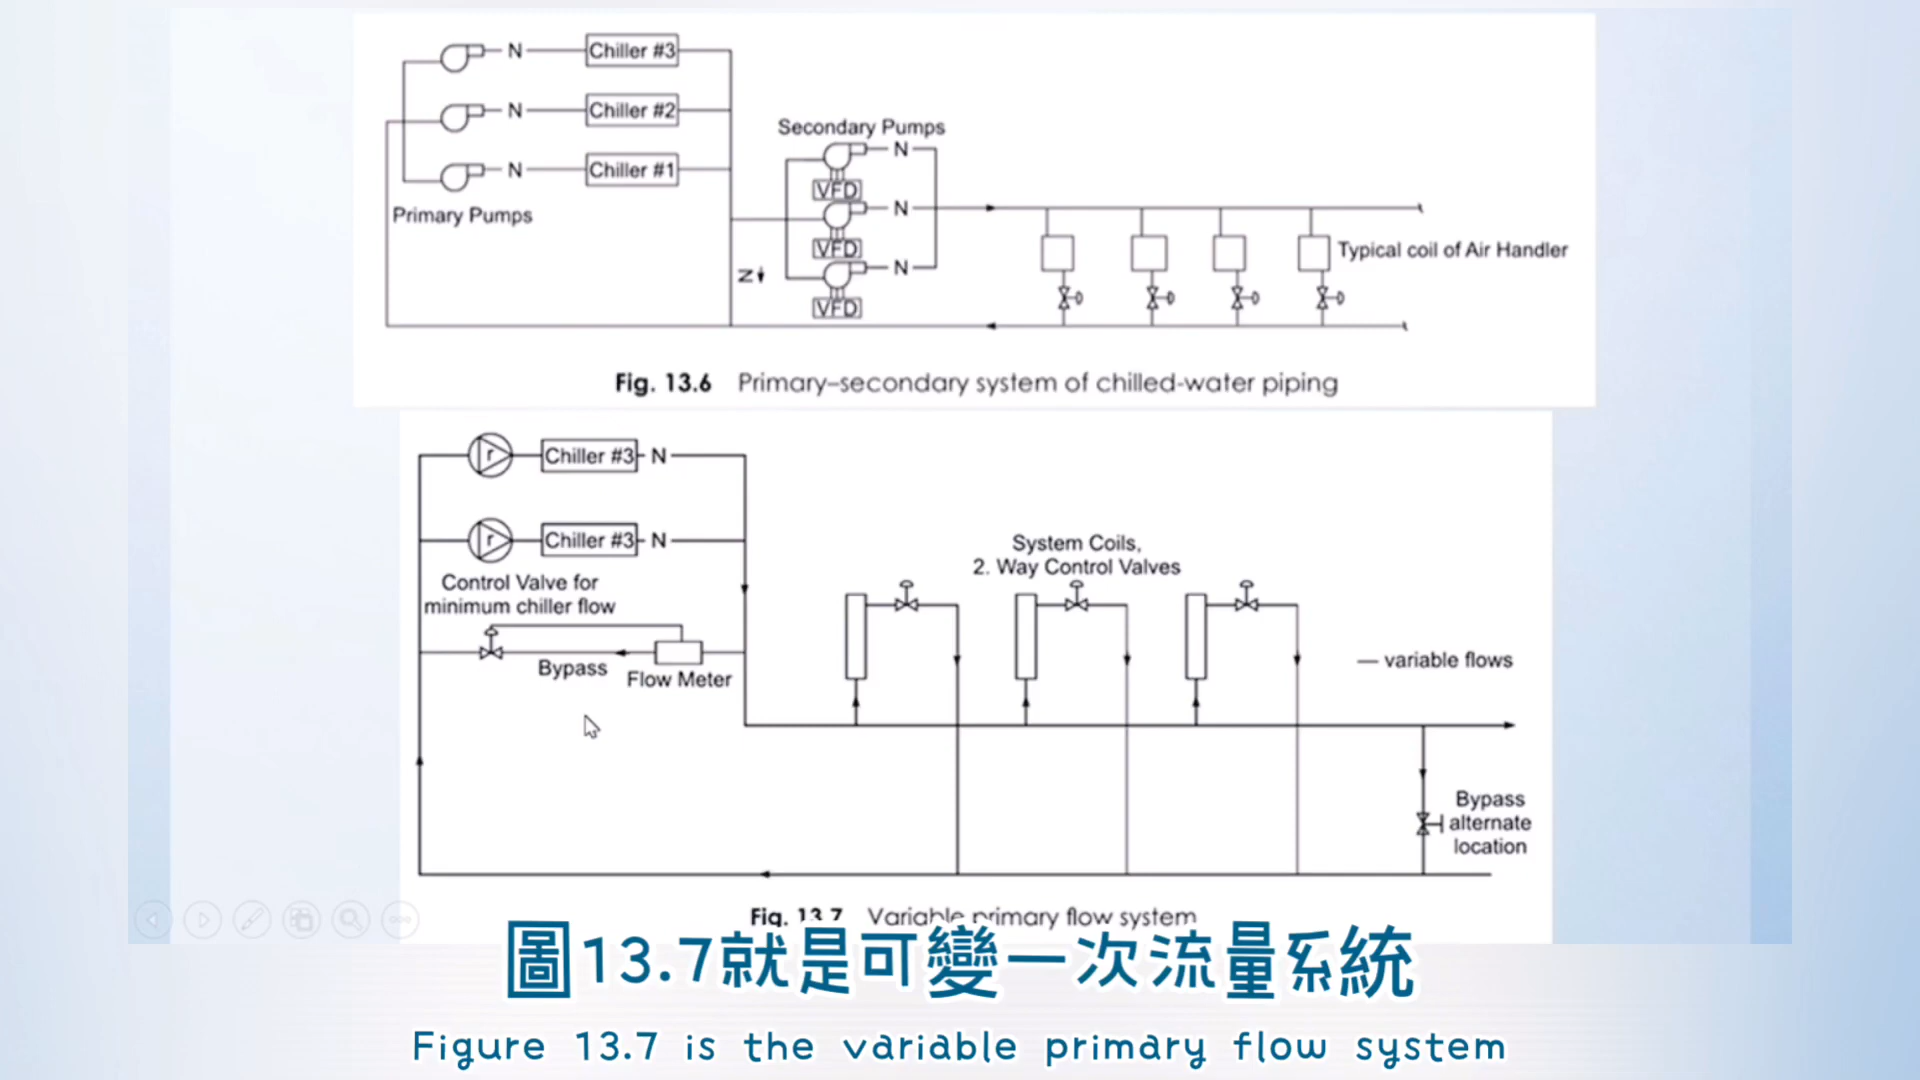 N
Chiller #3
N
Chiller #2
N
Chiller #1
Primary Pumps
Secondary Pumps
N
VFD
N
VFD
N
VFD
N
Typical coil of Air Handler
Fig. 13.6 Primary–secondary system of chilled-water piping
r
Chiller #3
N
r
Chiller #3
N
Control Valve for
minimum chiller flow
Bypass
Flow Meter
System Coils,
2. Way Control Valves
— variable flows
Bypass
alternate
location
Fig. 13.7 Variable primary flow system
圖13.7就是可變一次流量系統
Figure 13.7 is the variable primary flow system